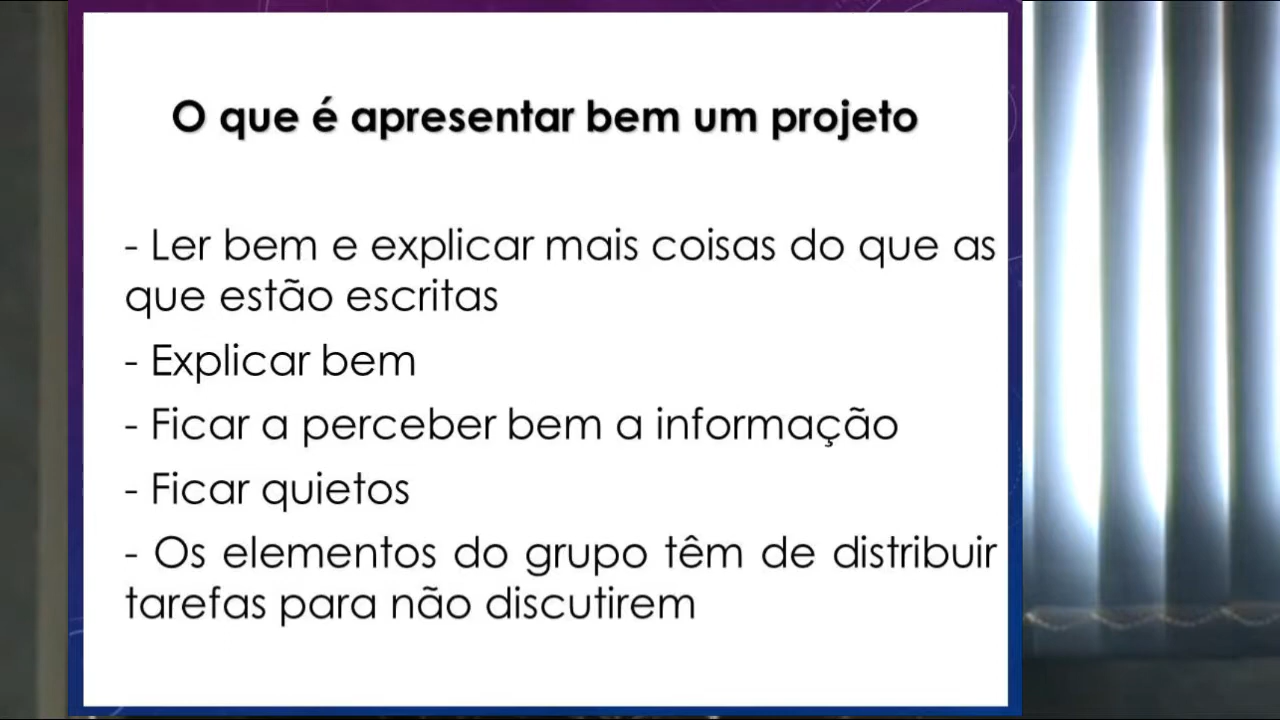 O que é apresentar bem um projeto
- Ler bem e explicar mais coisas do que as
que estão escritas
- Explicar bem
- Ficar a perceber bem a informação
- Ficar quietos
- Os elementos do grupo têm de distribuir
tarefas para não discutirem